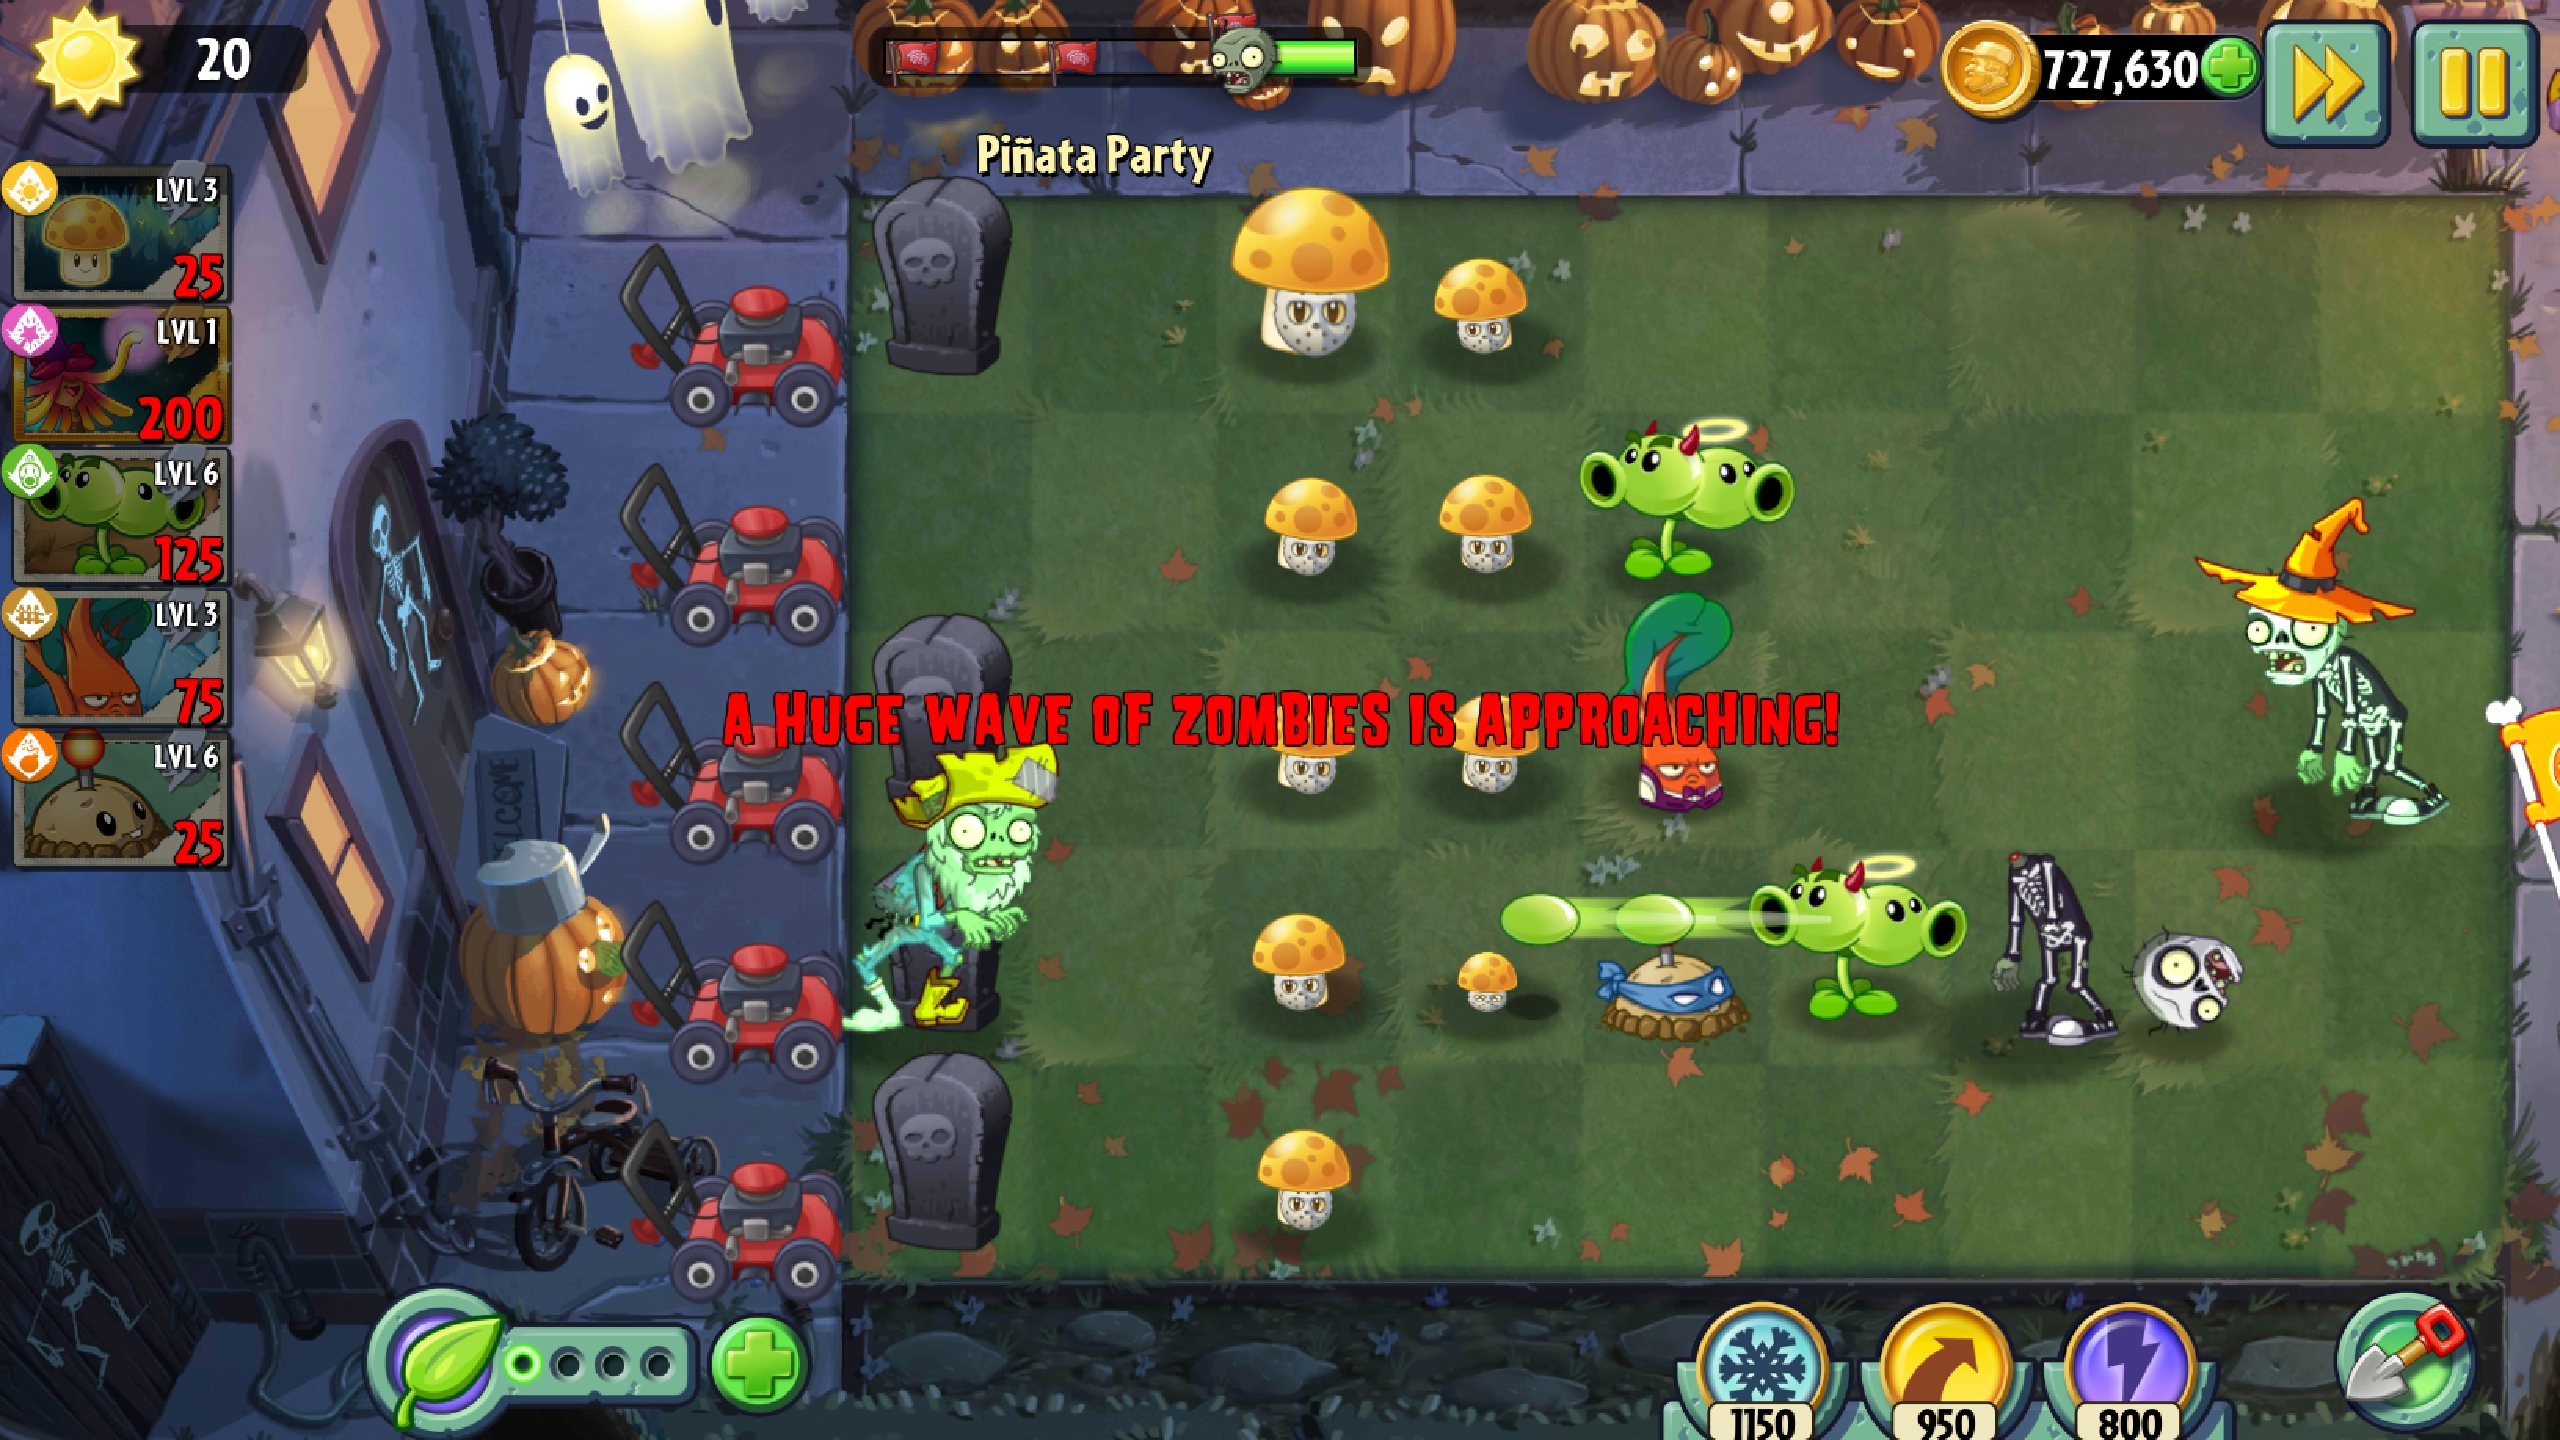 20
727,630
Piñata Party
LVL 3
25
LVL 1
200
LVL 6
125
LVL 3
75
LVL 6
25
A HUGE WAVE OF ZOMBIES IS APPROACHING!
WELCOME
1150
950
800